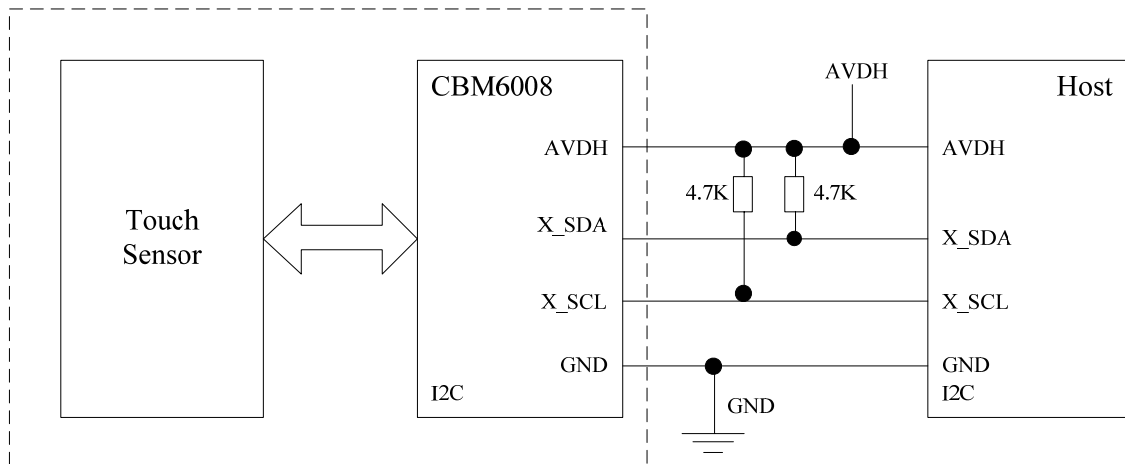 CBM6008
AVDH
Host
AVDH
AVDH
4.7K
4.7K
Touch
Sensor
X_SDA
X_SDA
X_SCL
X_SCL
GND
GND
I2C
GND
I2C